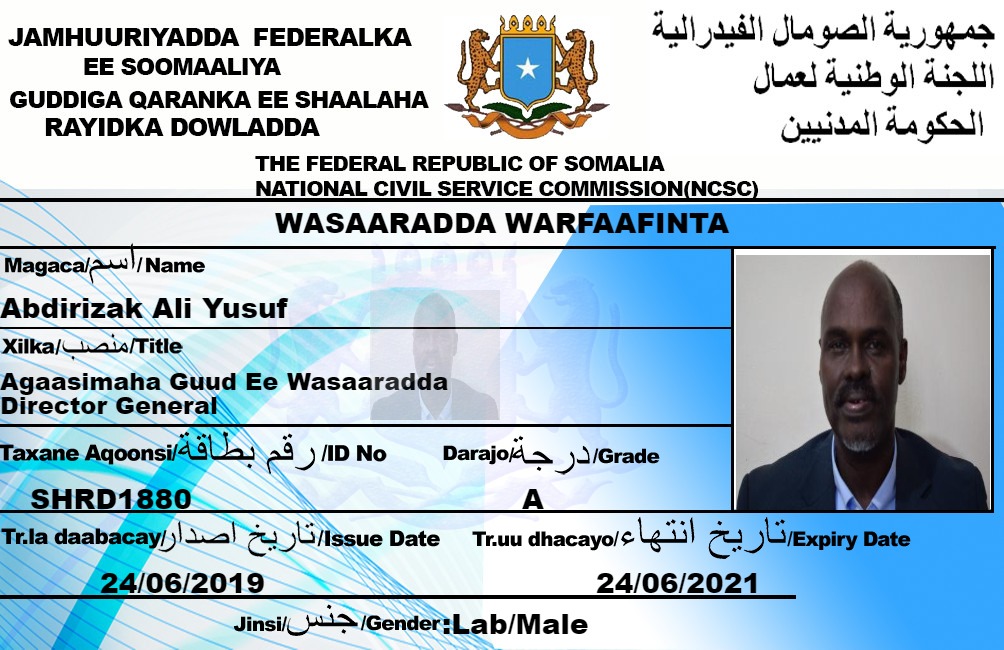 JAMHUURIYADDA FEDERALKA
EE SOOMAALIYA
GUDDIGA QARANKA EE SHAALAHA
RAYIDKA DOWLADDA
جمهورية الصومال الفيدرالية
اللجنة الوطنية لعمال
الحكومة المدنيين
THE FEDERAL REPUBLIC OF SOMALIA
NATIONAL CIVIL SERVICE COMMISSION(NCSC)
WASAARADDA WARFAAFINTA
Magaca/اسم/Name
Abdirizak Ali Yusuf
Xilka/منصب/Title
Agaasimaha Guud Ee Wasaaradda
Director General
Taxane Aqoonsi/رقم بطاقة/ID No
Darajo/درجة/Grade
SHRD1880
A
Tr.la daabacay/تاريخ اصدار/Issue Date
Tr.uu dhacayo/تاريخ انتهاء/Expiry Date
24/06/2019
24/06/2021
Jinsi/جنس/Gender:Lab/Male